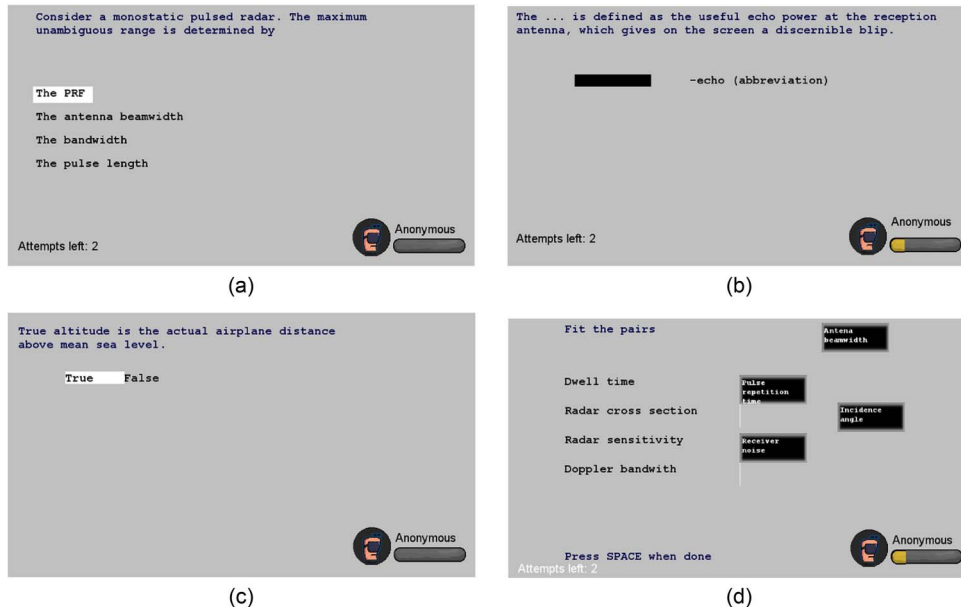 Consider a monostatic pulsed radar. The maximum
unambiguous range is determined by
The PRF
The antenna beamwidth
The bandwidth
The pulse length
Attempts left: 2
Anonymous
(a)
The ... is defined as the useful echo power at the reception
antenna, which gives on the screen a discernible blip.
-echo (abbreviation)
Attempts left: 2
Anonymous
(b)
True altitude is the actual airplane distance
above mean sea level.
True False
Anonymous
(c)
Fit the pairs
Antena
beamwidth
Dwell time
Pulse
repetition
time
Radar cross section
Incidence
angle
Radar sensitivity
Receiver
noise
Doppler bandwith
Press SPACE when done
Attempts left: 2
Anonymous
(d)